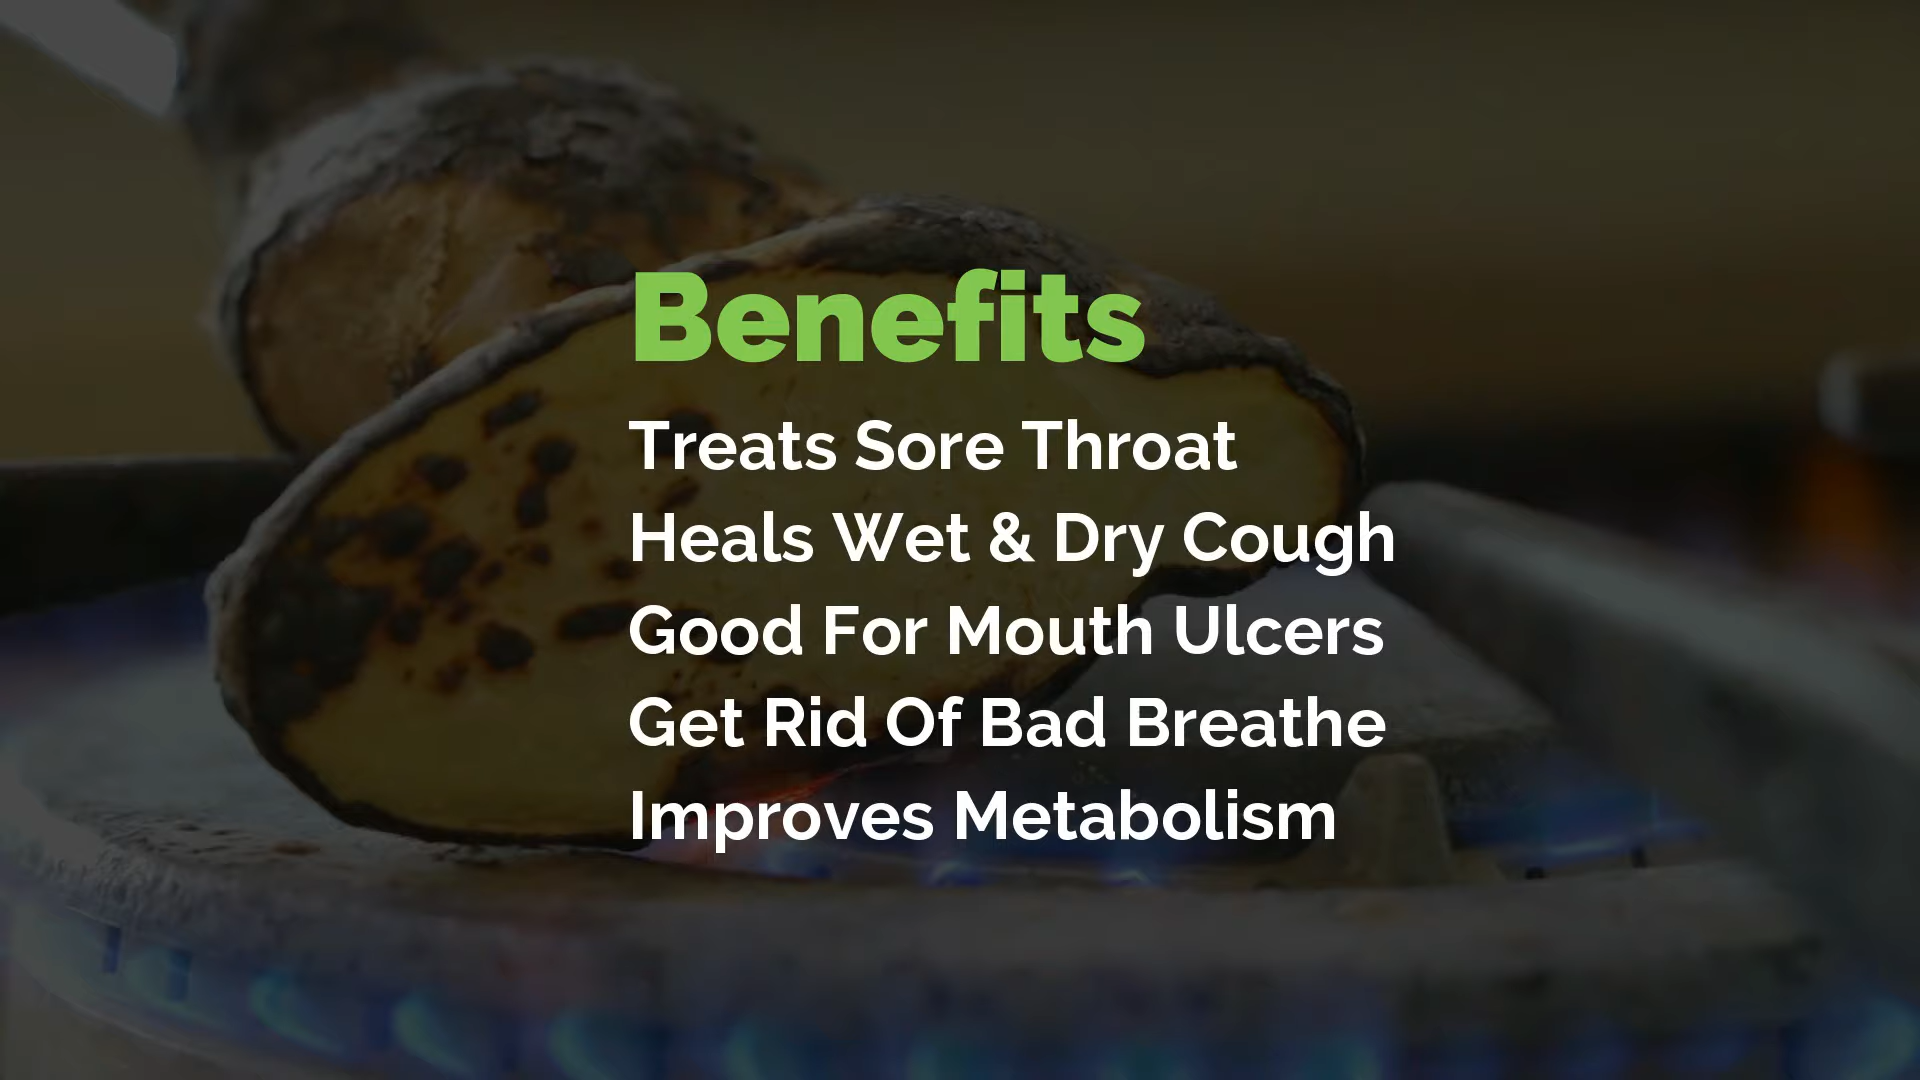 Benefits
Treats Sore Throat
Heals Wet & Dry Cough
Good For Mouth Ulcers
Get Rid Of Bad Breathe
Improves Metabolism